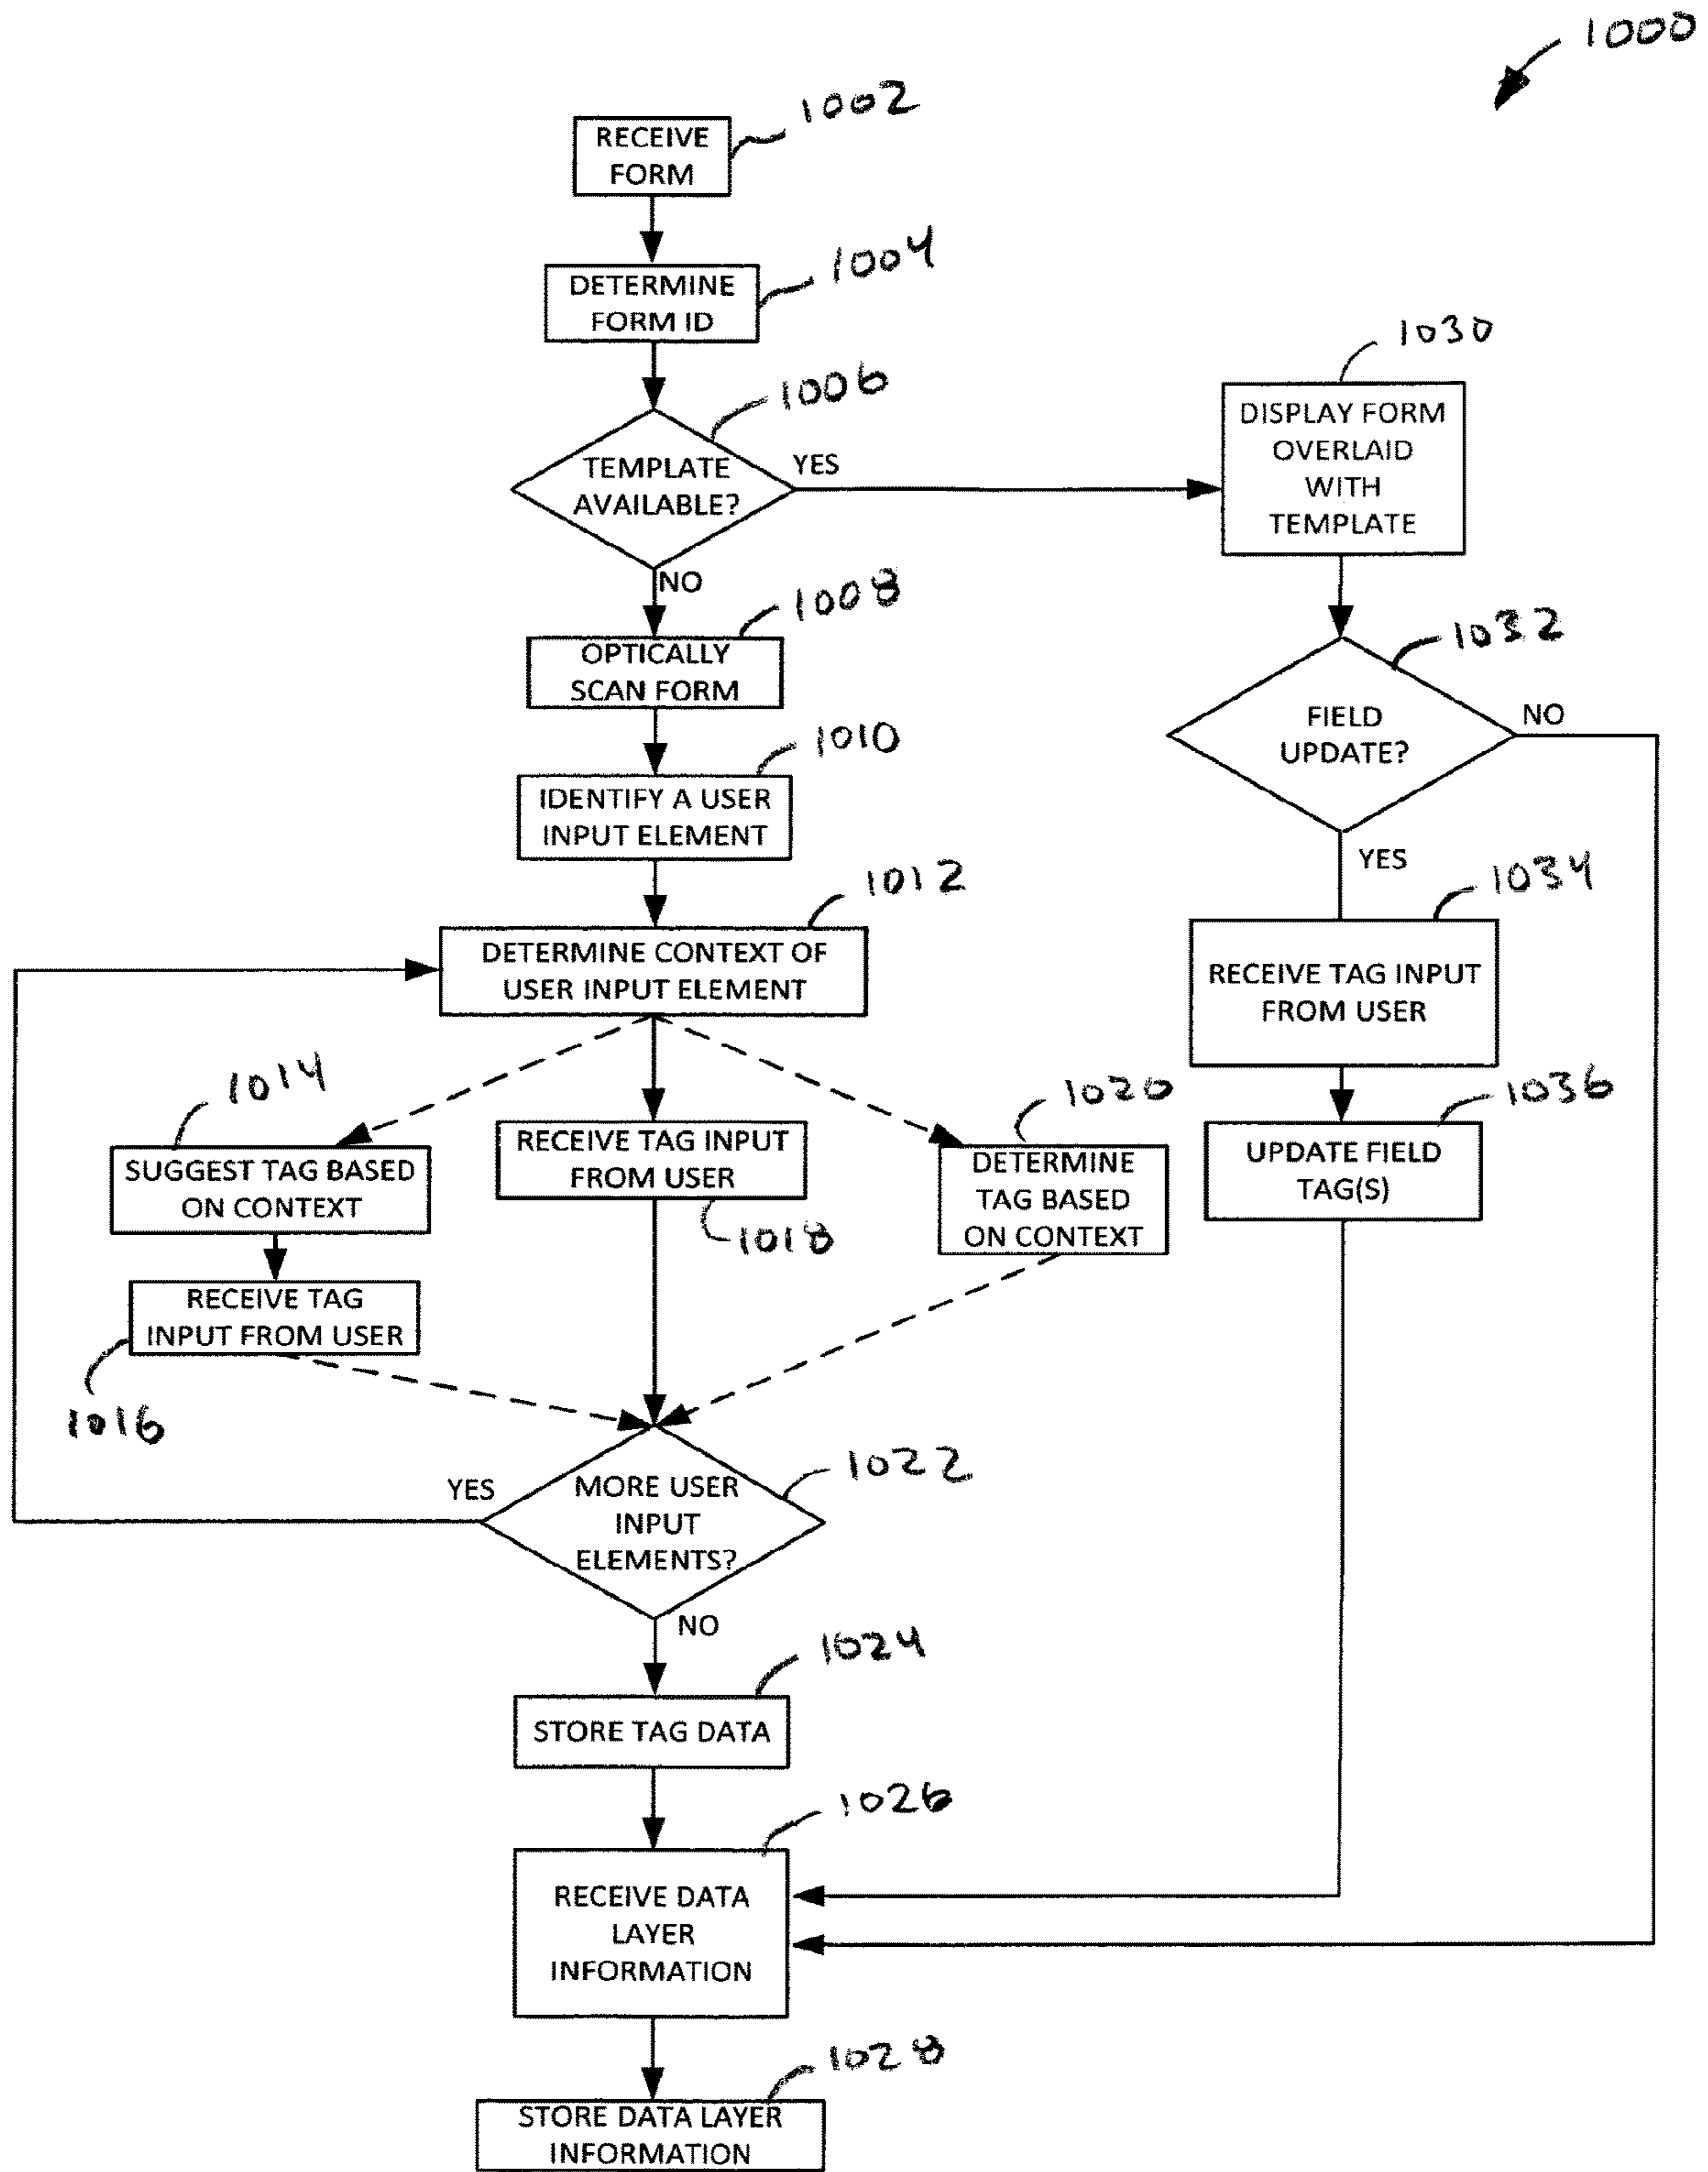 1000
1002
RECEIVE
FORM
1004
DETERMINE
FORM ID
1006
TEMPLATE
AVAILABLE?
YES
NO
1030
DISPLAY FORM
OVERLAID
WITH
TEMPLATE
1008
OPTICALLY
SCAN FORM
1032
FIELD
UPDATE?
NO
YES
1010
IDENTIFY A USER
INPUT ELEMENT
1012
DETERMINE CONTEXT OF
USER INPUT ELEMENT
1034
RECEIVE TAG INPUT
FROM USER
1014
SUGGEST TAG BASED
ON CONTEXT
RECEIVE TAG INPUT
FROM USER
1018
1020
DETERMINE
TAG BASED
ON CONTEXT
1036
UPDATE FIELD
TAG(S)
RECEIVE TAG
INPUT FROM USER
1016
1022
MORE USER
INPUT
ELEMENTS?
YES
NO
1024
STORE TAG DATA
1026
RECEIVE DATA
LAYER
INFORMATION
1028
STORE DATA LAYER
INFORMATION